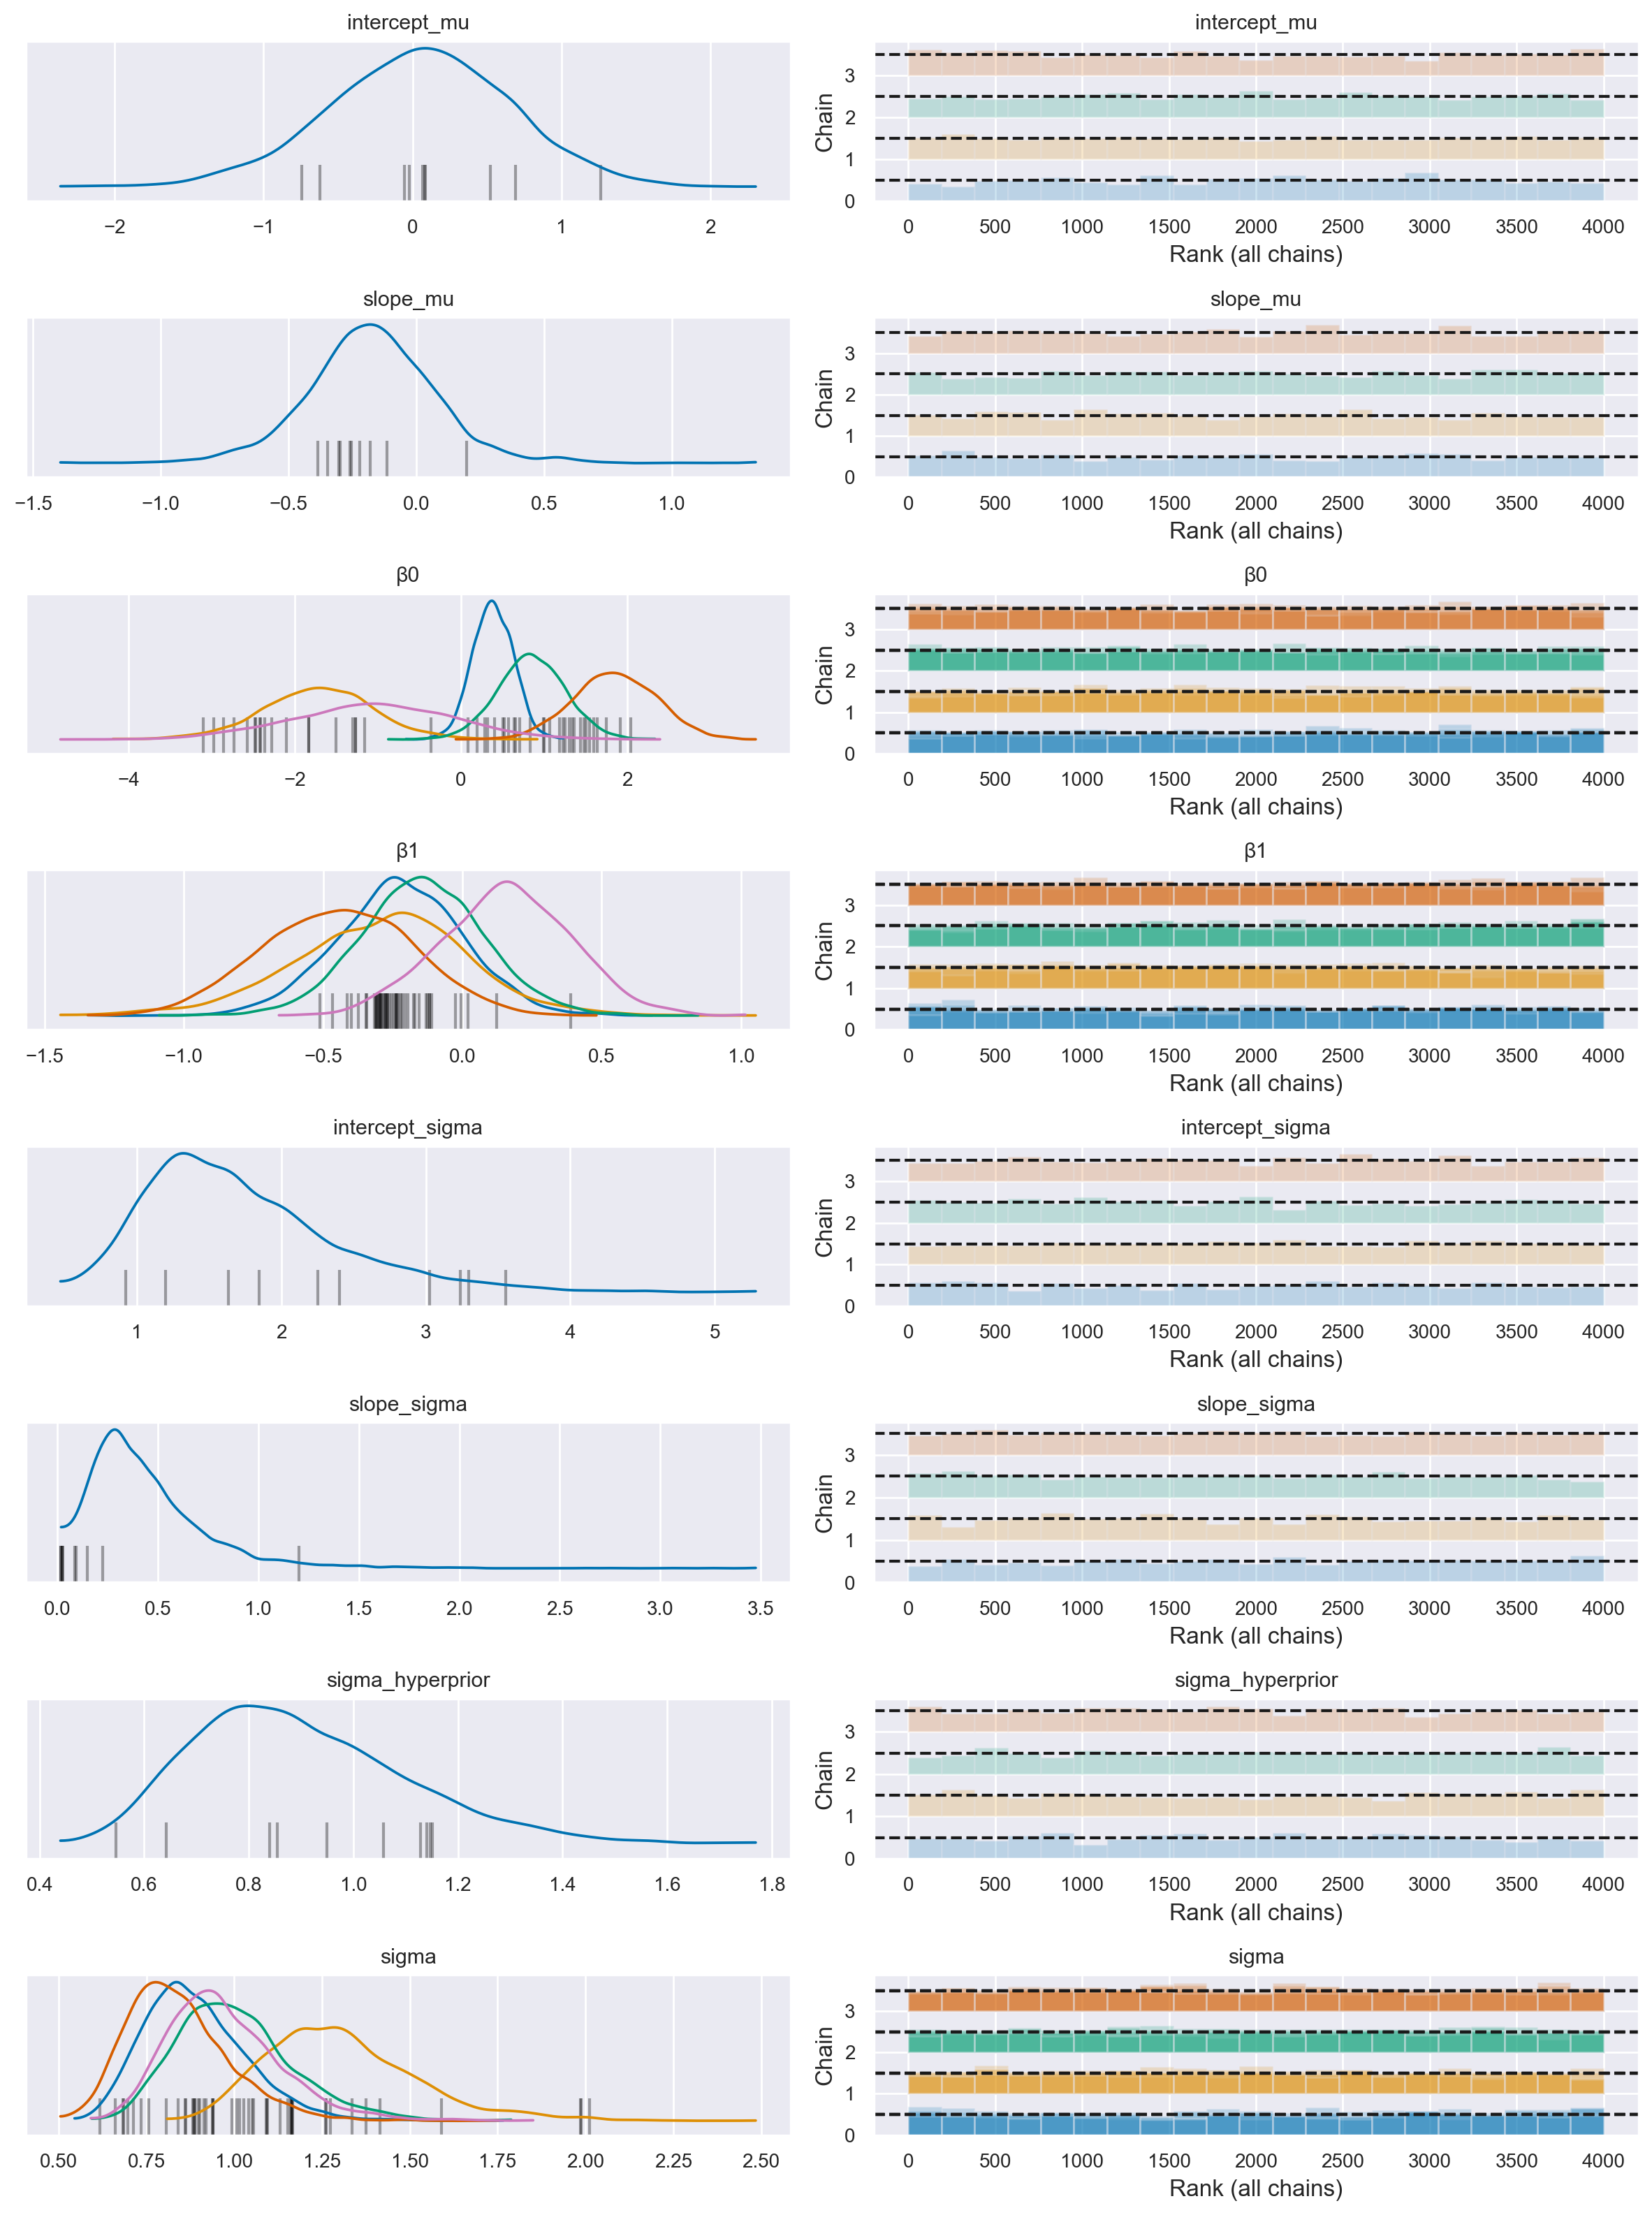 intercept_mu
intercept_mu
−2 −1 0 1 2
Chain
3
2
1
0
0 500 1000 1500 2000 2500 3000 3500 4000
Rank (all chains)
slope_mu
slope_mu
−1.5 −1.0 −0.5 0.0 0.5 1.0
Chain
3
2
1
0
0 500 1000 1500 2000 2500 3000 3500 4000
Rank (all chains)
β0
β0
−4 −2 0 2
Chain
3
2
1
0
0 500 1000 1500 2000 2500 3000 3500 4000
Rank (all chains)
β1
β1
−1.5 −1.0 −0.5 0.0 0.5 1.0
Chain
3
2
1
0
0 500 1000 1500 2000 2500 3000 3500 4000
Rank (all chains)
intercept_sigma
intercept_sigma
1 2 3 4 5
Chain
3
2
1
0
0 500 1000 1500 2000 2500 3000 3500 4000
Rank (all chains)
slope_sigma
slope_sigma
0.0 0.5 1.0 1.5 2.0 2.5 3.0 3.5
Chain
3
2
1
0
0 500 1000 1500 2000 2500 3000 3500 4000
Rank (all chains)
sigma_hyperprior
sigma_hyperprior
0.4 0.6 0.8 1.0 1.2 1.4 1.6 1.8
Chain
3
2
1
0
0 500 1000 1500 2000 2500 3000 3500 4000
Rank (all chains)
sigma
sigma
0.50 0.75 1.00 1.25 1.50 1.75 2.00 2.25 2.50
Chain
3
2
1
0
0 500 1000 1500 2000 2500 3000 3500 4000
Rank (all chains)